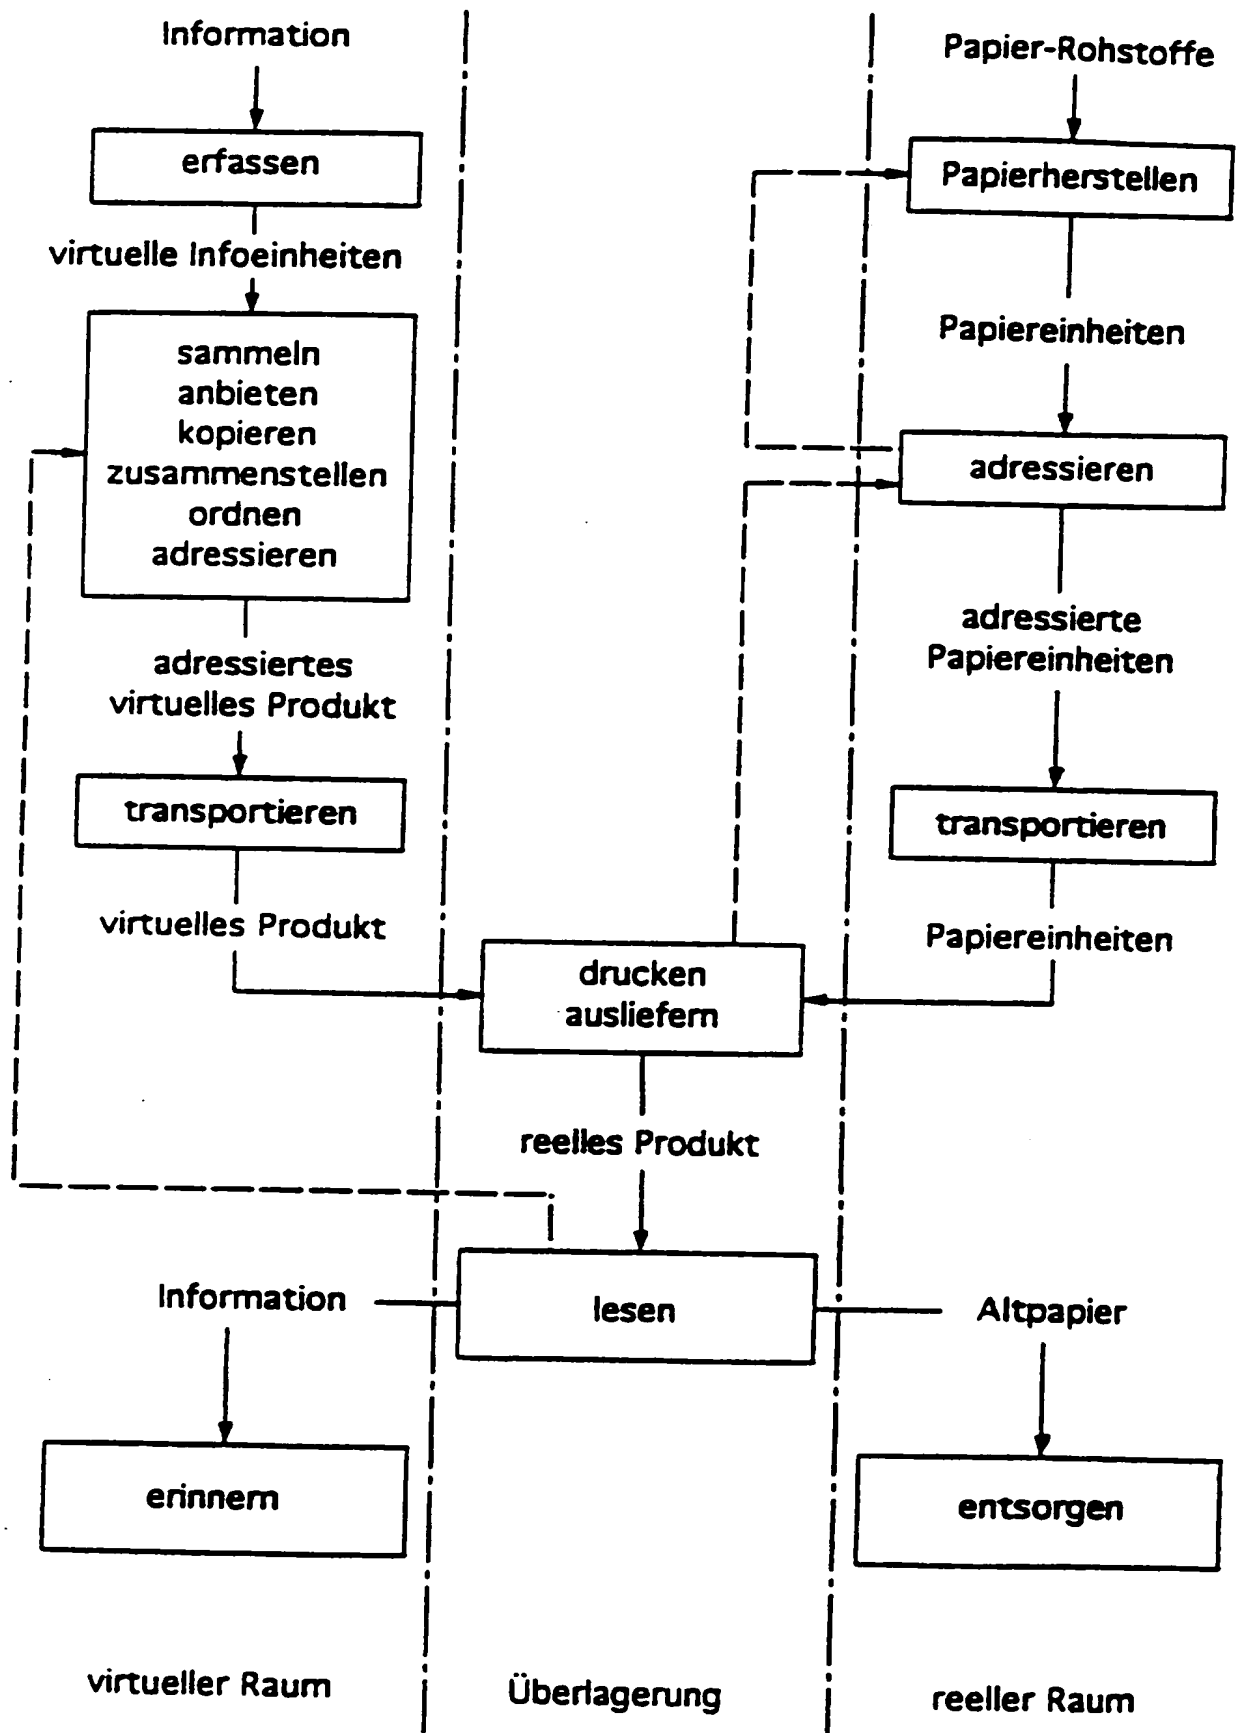 Information
erfassen
virtuelle Infoeinheiten
sammeln
anbieten
kopieren
zusammenstellen
ordnen
adressieren
adressiertes
virtuelles Produkt
transportieren
virtuelles Produkt
Papier-Rohstoffe
Papierherstellen
Papiereinheiten
adressieren
adressierte
Papiereinheiten
transportieren
Papiereinheiten
drucken
ausliefern
reelles Produkt
lesen
Information
erinnern
Altpapier
entsorgen
virtueller Raum
Überlagerung
reeller Raum